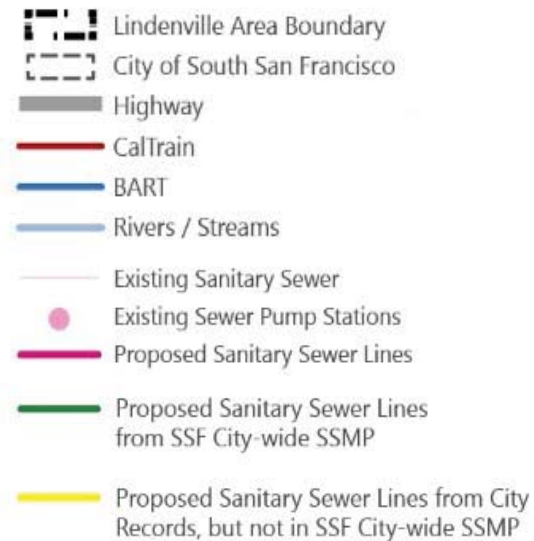 Lindenville Area Boundary
City of South San Francisco
Highway
CalTrain
BART
Rivers / Streams
Existing Sanitary Sewer
Existing Sewer Pump Stations
Proposed Sanitary Sewer Lines
Proposed Sanitary Sewer Lines
from SSF City-wide SSMP
Proposed Sanitary Sewer Lines from City
Records, but not in SSF City-wide SSMP